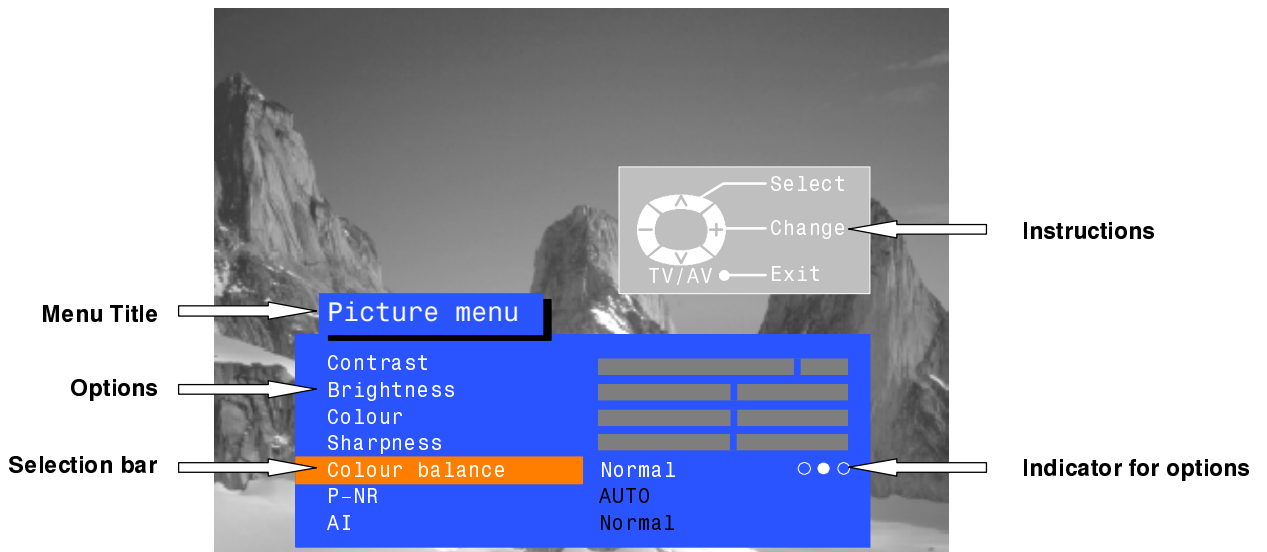 Select
Change
TV/AV
Exit
Instructions
Menu Title
Picture menu
Options
Contrast
Brightness
Colour
Sharpness
Selection bar
Colour balance
Normal
Indicator for options
P-NR
AUTO
AI
Normal